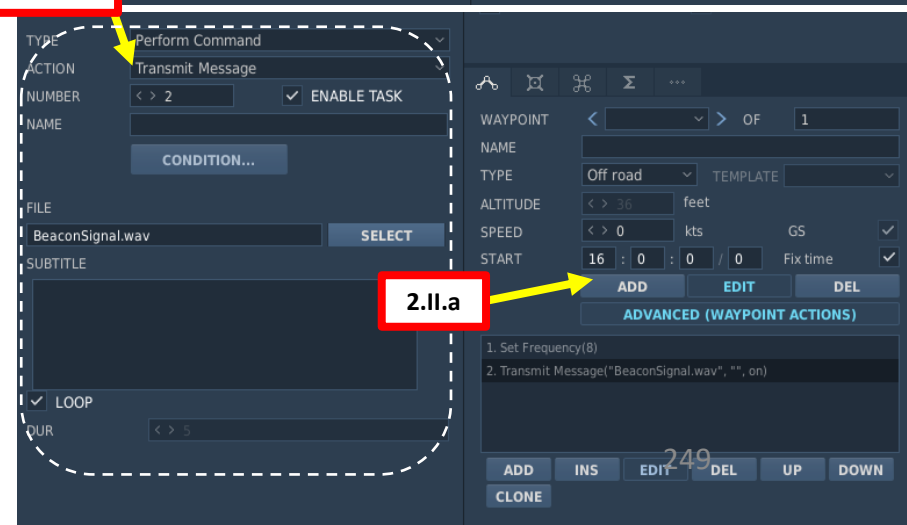 TYPE Perform Command
ACTION Transmit Message
NUMBER < > 2 ENABLE TASK
NAME
CONDITION...
FILE
BeaconSignal.wav SELECT
SUBTITLE
LOOP
DUR < > 5
2.II.a
WAYPOINT < > OF 1
NAME
TYPE Off road TEMPLATE
ALTITUDE < > 36 feet
SPEED < > 0 kts GS
START 16 : 0 : 0 / 0 Fix time
ADD EDIT DEL
ADVANCED (WAYPOINT ACTIONS)
1. Set Frequency(8)
2. Transmit Message("BeaconSignal.wav", "", on)
249
ADD INS EDIT DEL UP DOWN
CLONE